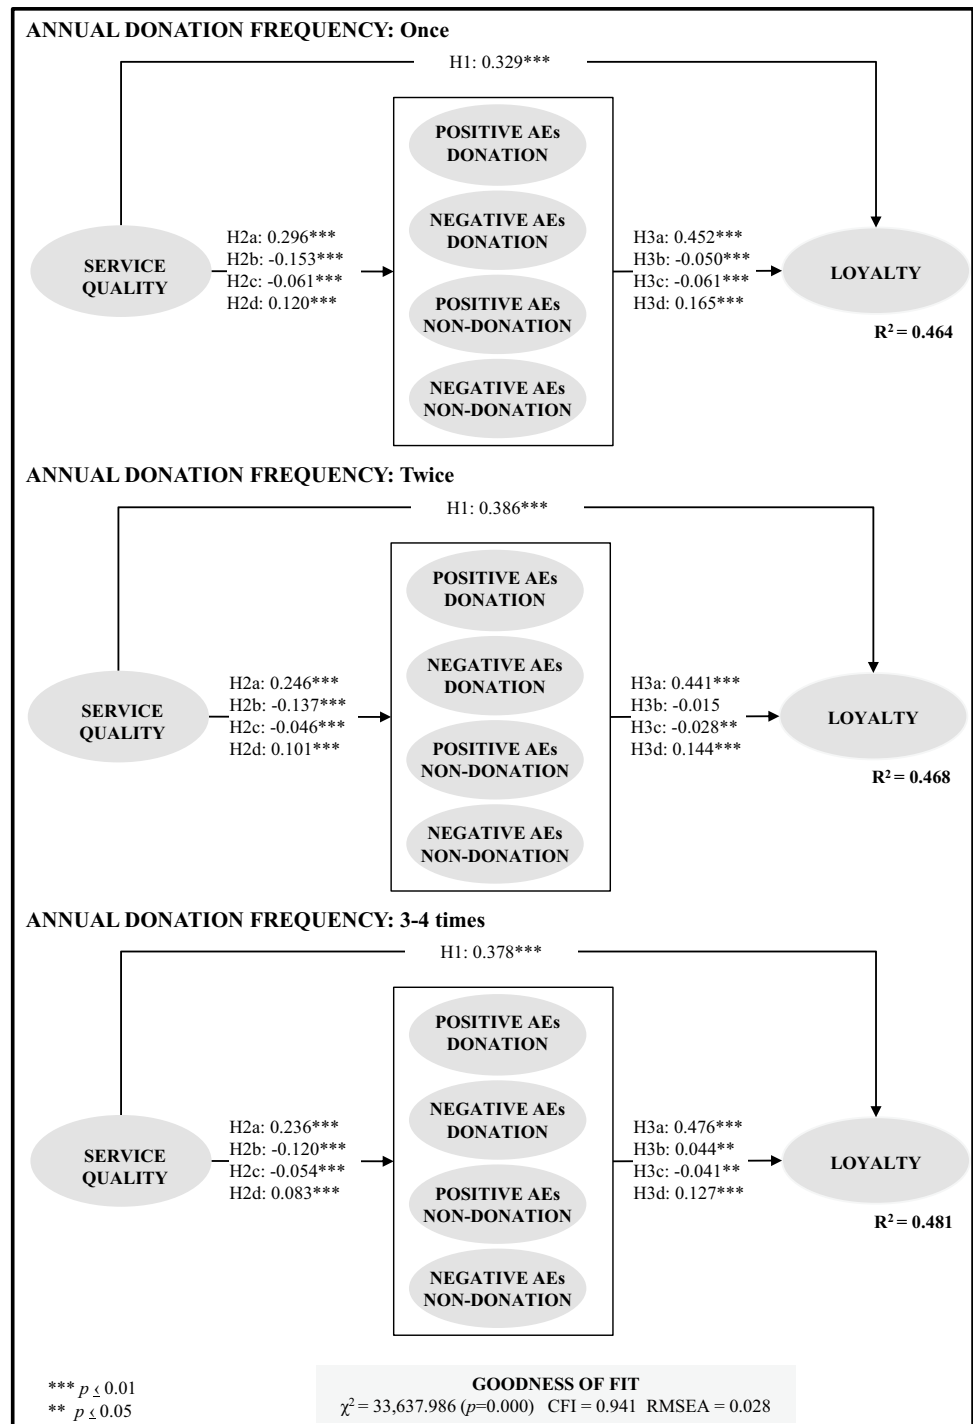 ANNUAL DONATION FREQUENCY: Once
H1: 0.329***
POSITIVE AEs
DONATION
NEGATIVE AEs
DONATION
POSITIVE AEs
NON-DONATION
NEGATIVE AEs
NON-DONATION
SERVICE
QUALITY
H2a: 0.296***
H2b: -0.153***
H2c: -0.061***
H2d: 0.120***
H3a: 0.452***
H3b: -0.050***
H3c: -0.061***
H3d: 0.165***
LOYALTY
R² = 0.464
ANNUAL DONATION FREQUENCY: Twice
H1: 0.386***
POSITIVE AEs
DONATION
NEGATIVE AEs
DONATION
POSITIVE AEs
NON-DONATION
NEGATIVE AEs
NON-DONATION
SERVICE
QUALITY
H2a: 0.246***
H2b: -0.137***
H2c: -0.046***
H2d: 0.101***
H3a: 0.441***
H3b: -0.015
H3c: -0.028**
H3d: 0.144***
LOYALTY
R² = 0.468
ANNUAL DONATION FREQUENCY: 3-4 times
H1: 0.378***
POSITIVE AEs
DONATION
NEGATIVE AEs
DONATION
POSITIVE AEs
NON-DONATION
NEGATIVE AEs
NON-DONATION
SERVICE
QUALITY
H2a: 0.236***
H2b: -0.120***
H2c: -0.054***
H2d: 0.083***
H3a: 0.476***
H3b: 0.044**
H3c: -0.041**
H3d: 0.127***
LOYALTY
R² = 0.481
*** p ≤ 0.01
** p ≤ 0.05
GOODNESS OF FIT
χ² = 33,637.986 (p=0.000) CFI = 0.941 RMSEA = 0.028